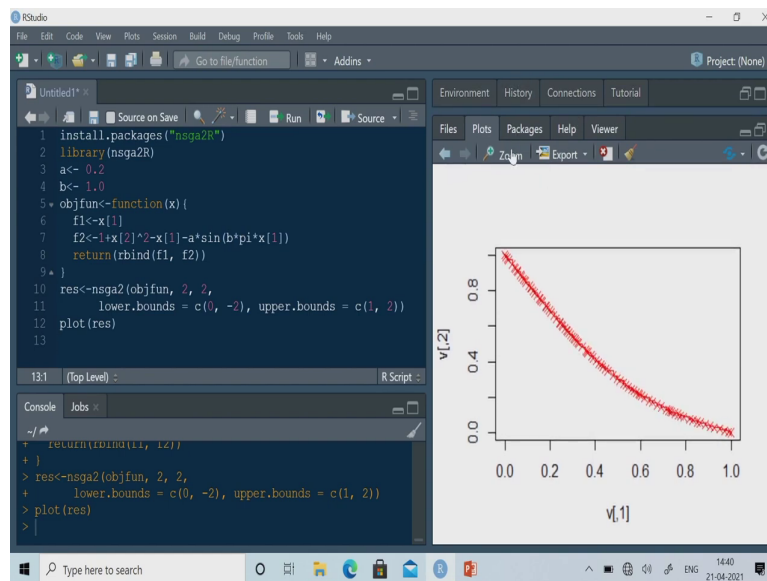 RStudio
File Edit Code View Plots Session Build Debug Profile Tools Help
Go to file/function Addins Project: (None)
Untitled1*
Source on Save Run Source
1 install.packages("nsga2R")
2 library(nsga2R)
3 a<- 0.2
4 b<- 1.0
5 objfun<-function(x){
6 f1<-x[1]
7 f2<-1+x[2]^2-x[1]-a*sin(b*pi*x[1])
8 return(rbind(f1, f2))
9 }
10 res<-nsga2(objfun, 2, 2,
11 lower.bounds = c(0, -2), upper.bounds = c(1, 2))
12 plot(res)
13
13:1 (Top Level) R Script
Console Jobs
~/
+ return(rbind(f1, f2))
+ }
> res<-nsga2(objfun, 2, 2,
+ lower.bounds = c(0, -2), upper.bounds = c(1, 2))
> plot(res)
>
Environment History Connections Tutorial
Files Plots Packages Help Viewer
Zoom Export
v[,2]
0.8
0.4
0.0
0.0 0.2 0.4 0.6 0.8 1.0
v[,1]
Type here to search
ENG
14:40
21-04-2021